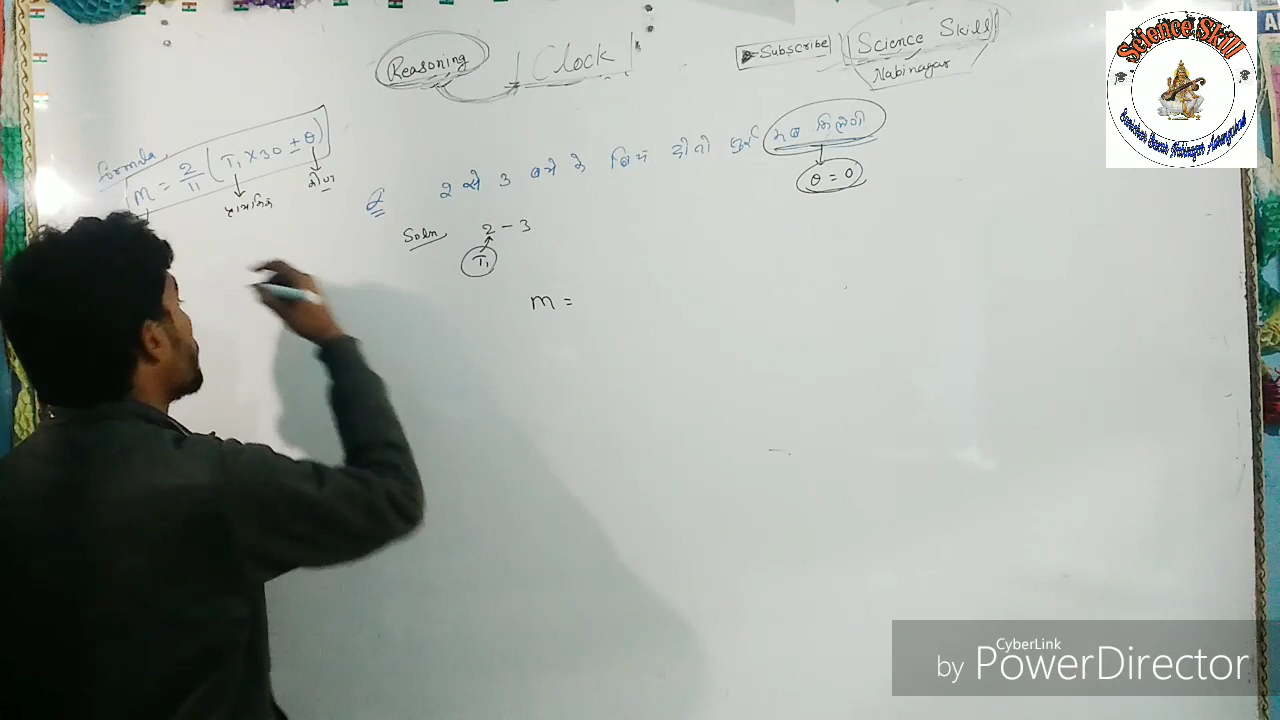 Reasoning
Clock
Subscribe
Science Skill
Nabinagar
Science Skill
Formula
m = 2/11 (T₁ × 30 ± θ)
कोण
Q 2 से 3 बजे के बिच दोनो सुई कब मिलेगी
θ = 0
Soln 2 - 3
T₁
m =
CyberLink
by PowerDirector